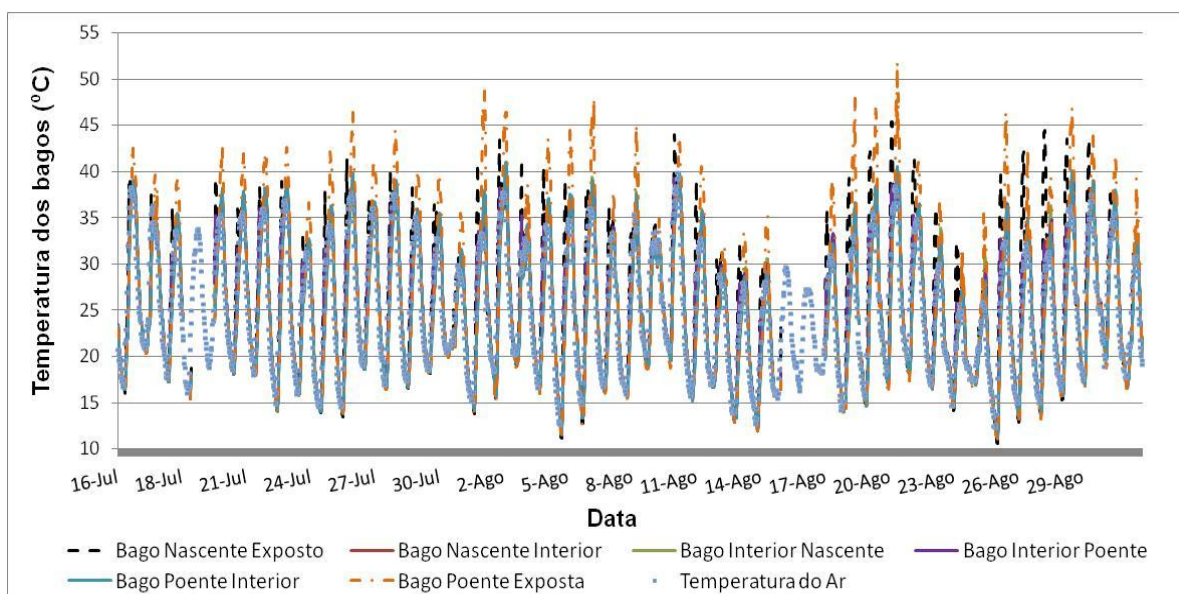 Temperatura dos bagos (ºC)
55
50
45
40
35
30
25
20
15
10
16-Jul 18-Jul 21-Jul 24-Jul 27-Jul 30-Jul 2-Ago 5-Ago 8-Ago 11-Ago 14-Ago 17-Ago 20-Ago 23-Ago 26-Ago 29-Ago
Data
Bago Nascente Exposto Bago Nascente Interior Bago Interior Nascente Bago Interior Poente
Bago Poente Interior Bago Poente Exposta Temperatura do Ar